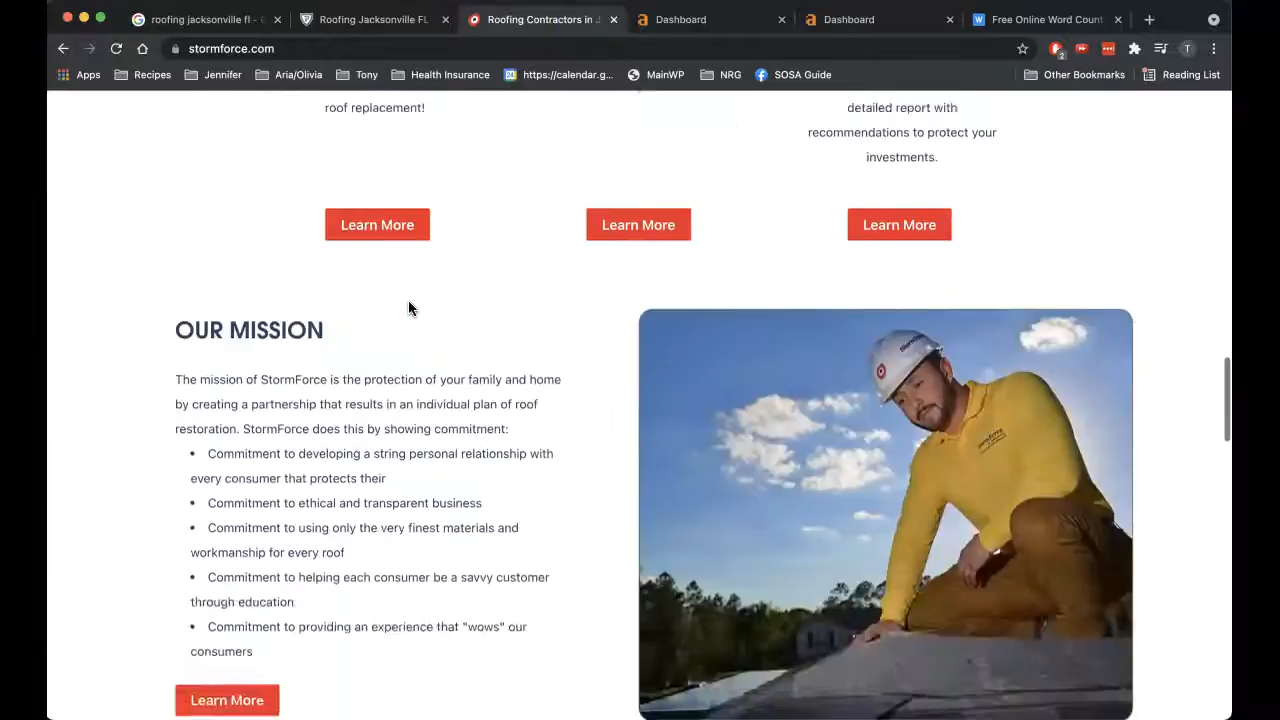 roofing jacksonville fl - G
Roofing Jacksonville FL
Roofing Contractors in J
Dashboard
Dashboard
Free Online Word Count
stormforce.com
2
T
Apps
Recipes
Jennifer
Aria/Olivia
Tony
Health Insurance
https://calendar.g...
MainWP
NRG
SOSA Guide
Other Bookmarks
Reading List
roof replacement!
detailed report with
recommendations to protect your
investments.
Learn More
Learn More
Learn More
OUR MISSION
The mission of StormForce is the protection of your family and home
by creating a partnership that results in an individual plan of roof
restoration. StormForce does this by showing commitment:
• Commitment to developing a string personal relationship with
every consumer that protects their
• Commitment to ethical and transparent business
• Commitment to using only the very finest materials and
workmanship for every roof
• Commitment to helping each consumer be a savvy customer
through education
• Commitment to providing an experience that "wows" our
consumers
Learn More